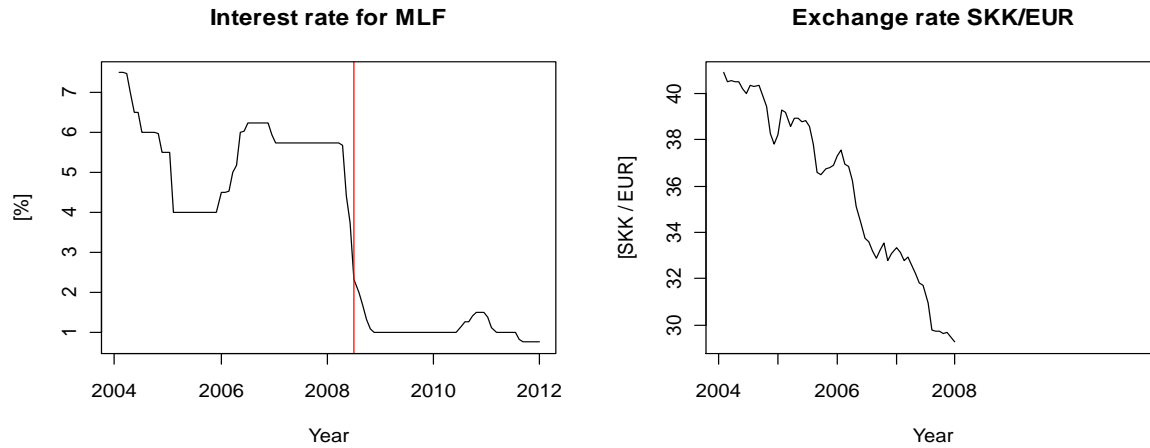 Interest rate for MLF
[%]
7
6
5
4
3
2
1
2004 2006 2008 2010 2012
Year
Exchange rate SKK/EUR
[SKK / EUR]
40
38
36
34
32
30
2004 2006 2008
Year